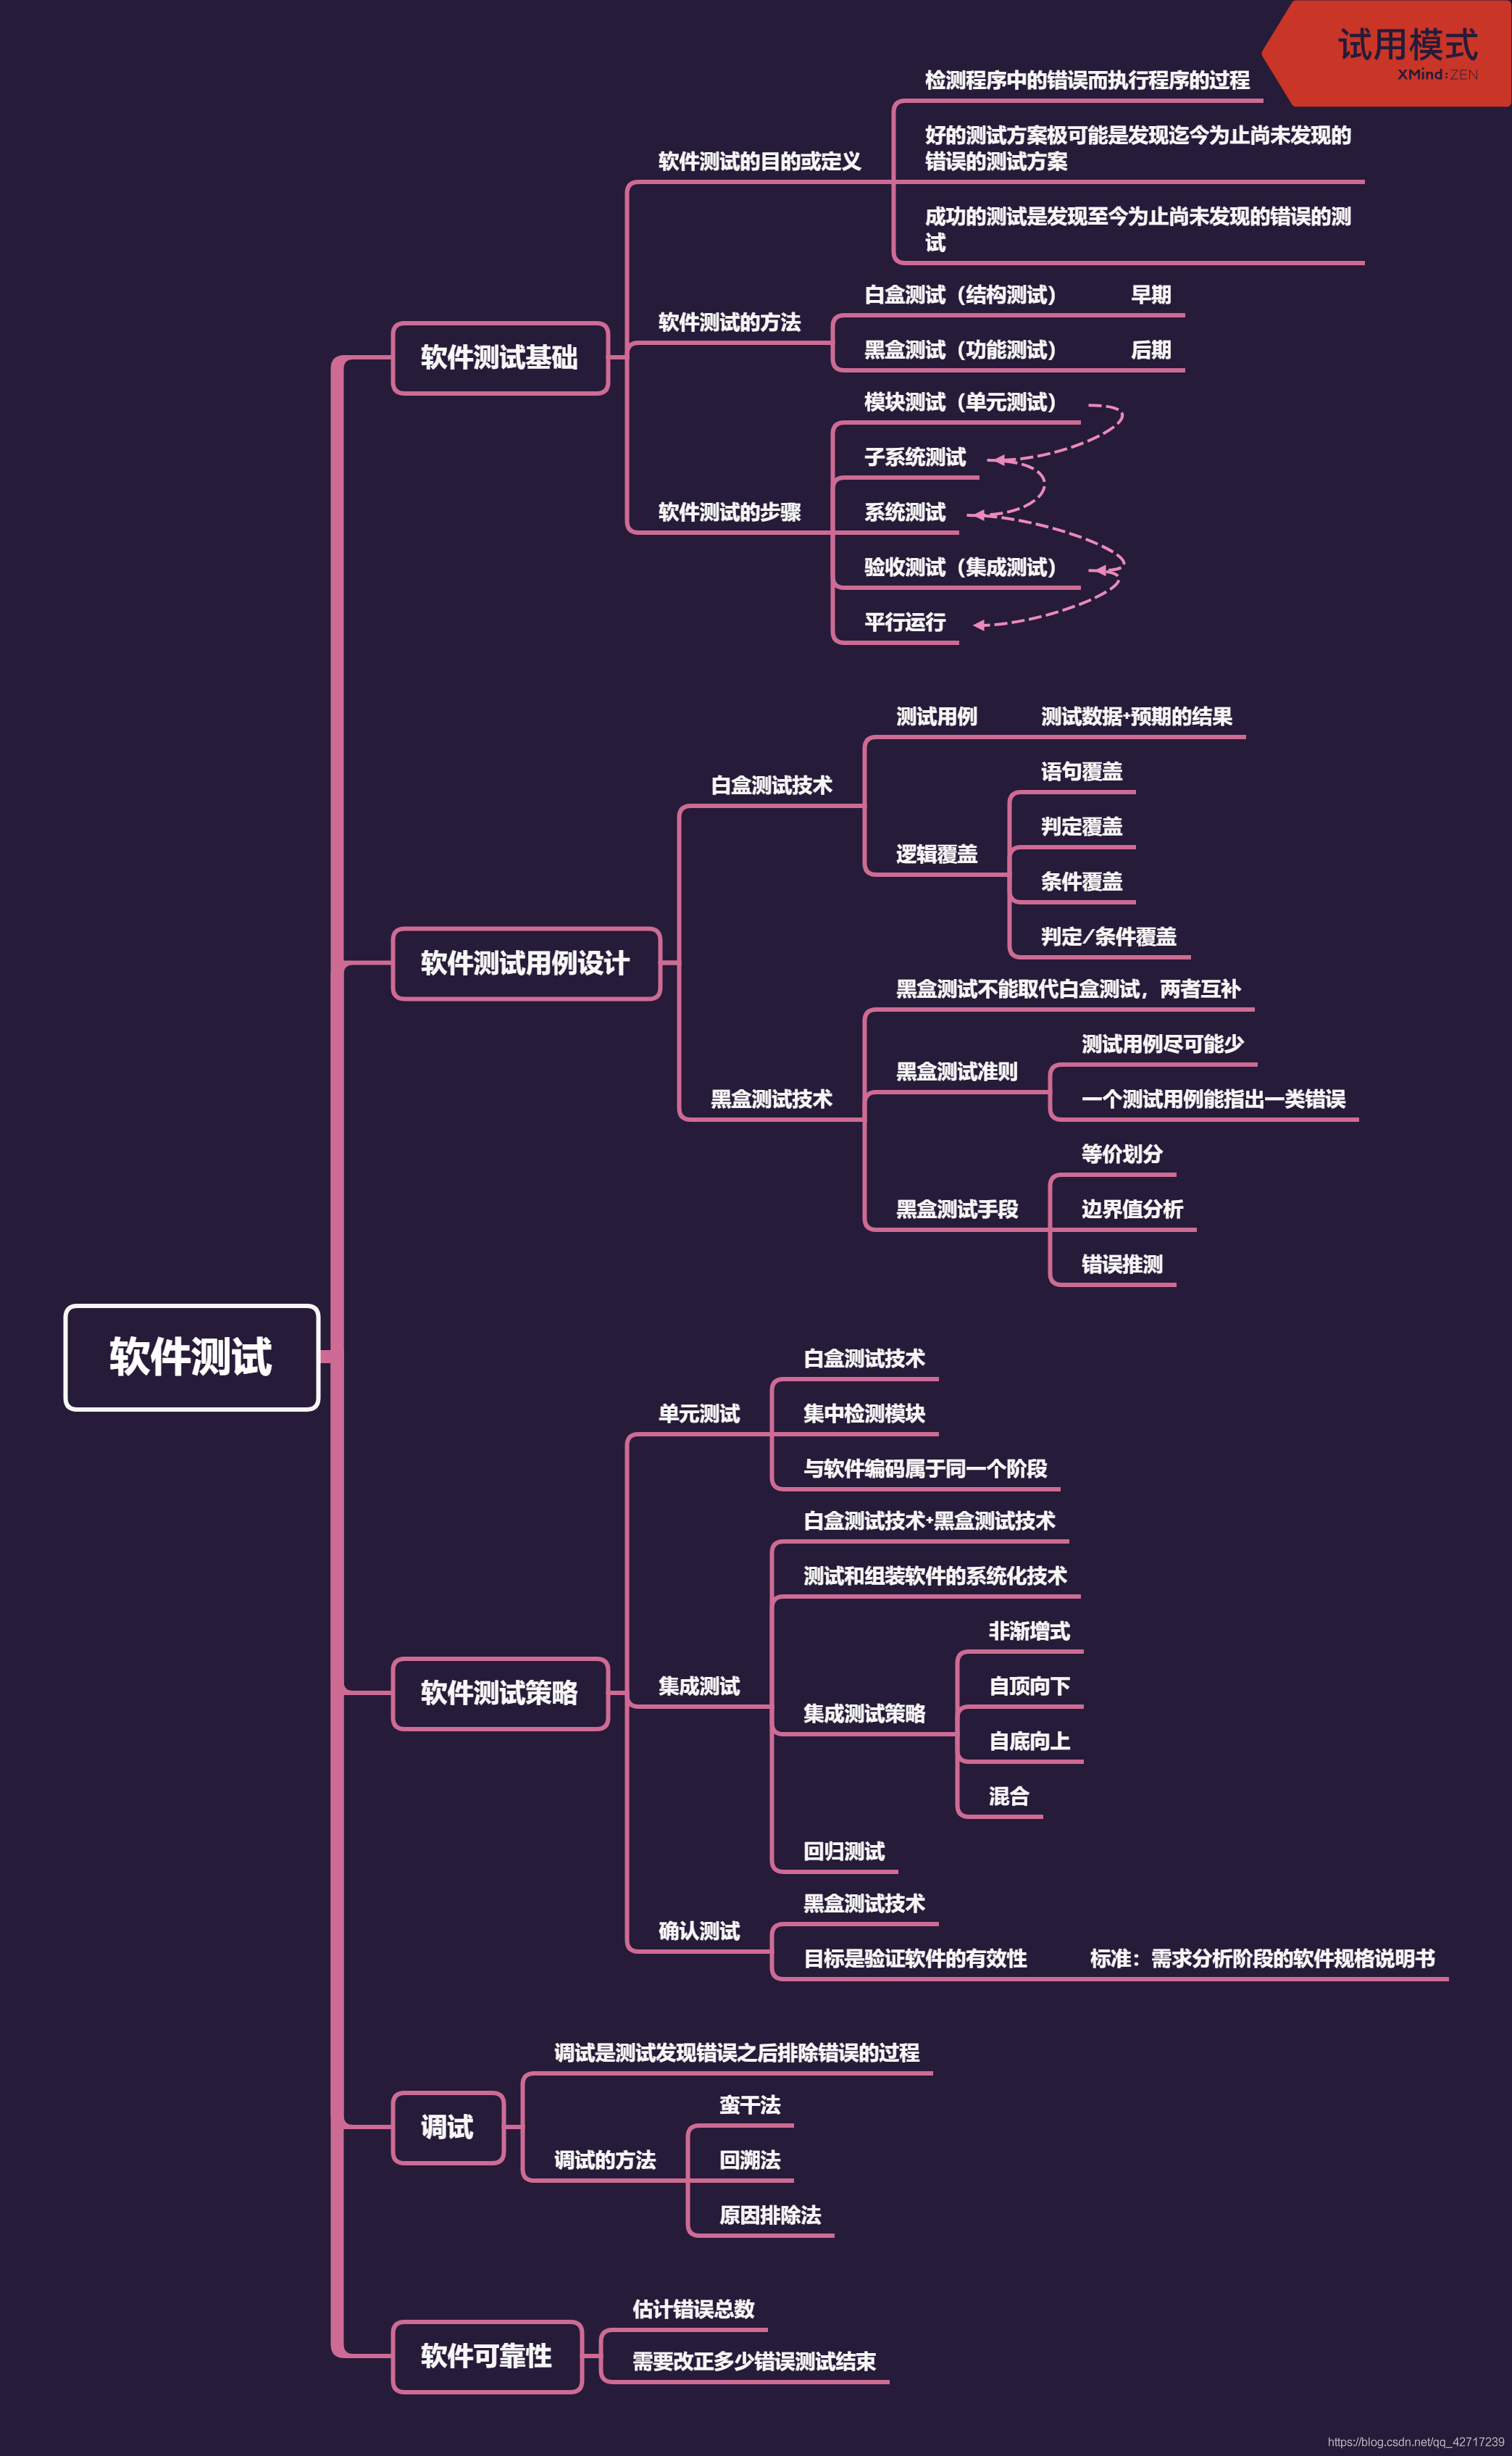 试用模式
XMind:ZEN
软件测试
软件测试基础
软件测试的目的或定义
检测程序中的错误而执行程序的过程
好的测试方案极可能是发现迄今为止尚未发现的
错误的测试方案
成功的测试是发现至今为止尚未发现的错误的测
试
软件测试的方法
白盒测试（结构测试）
早期
黑盒测试（功能测试）
后期
软件测试的步骤
模块测试（单元测试）
子系统测试
系统测试
验收测试（集成测试）
平行运行
软件测试用例设计
白盒测试技术
测试用例
测试数据+预期的结果
逻辑覆盖
语句覆盖
判定覆盖
条件覆盖
判定/条件覆盖
黑盒测试技术
黑盒测试不能取代白盒测试，两者互补
黑盒测试准则
测试用例尽可能少
一个测试用例能指出一类错误
黑盒测试手段
等价划分
边界值分析
错误推测
软件测试策略
单元测试
白盒测试技术
集中检测模块
与软件编码属于同一个阶段
集成测试
白盒测试技术+黑盒测试技术
测试和组装软件的系统化技术
集成测试策略
非渐增式
自顶向下
自底向上
混合
回归测试
确认测试
黑盒测试技术
目标是验证软件的有效性
标准：需求分析阶段的软件规格说明书
调试
调试是测试发现错误之后排除错误的过程
调试的方法
蛮干法
回溯法
原因排除法
软件可靠性
估计错误总数
需要改正多少错误测试结束
https://blog.csdn.net/qq_42717239